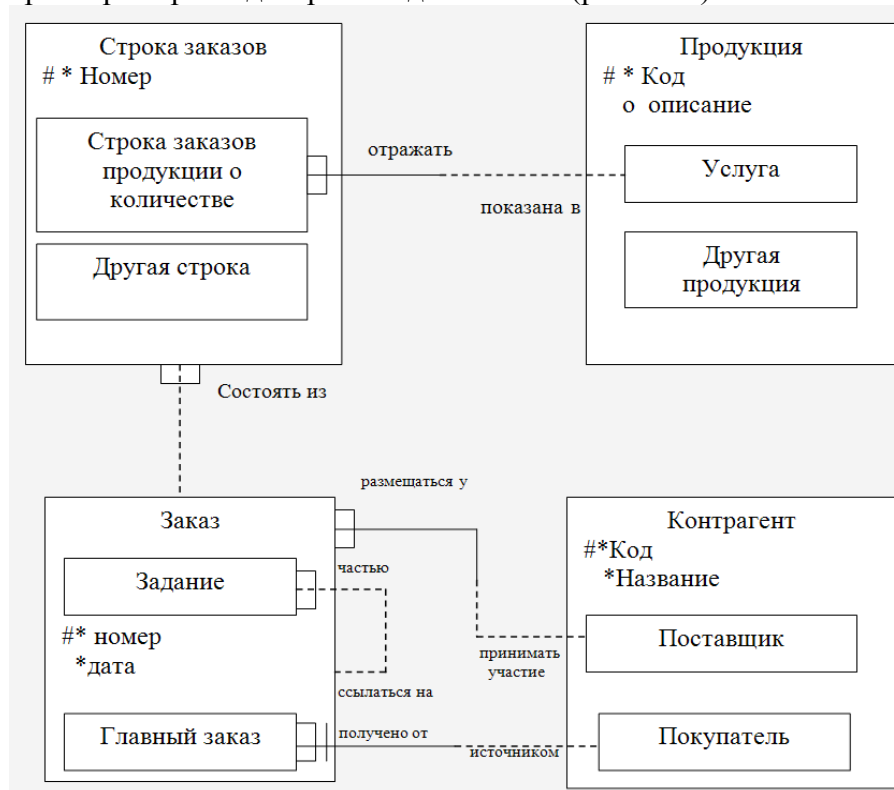 Строка заказов
# * Номер
Строка заказов
продукции о
количестве
Другая строка
отражать
показана в
Продукция
# * Код
о описание
Услуга
Другая
продукция
Состоять из
Заказ
Задание
#* номер
*дата
Главный заказ
размещаться у
частью
ссылаться на
получено от
принимать
участие
источником
Контрагент
#*Код
*Название
Поставщик
Покупатель